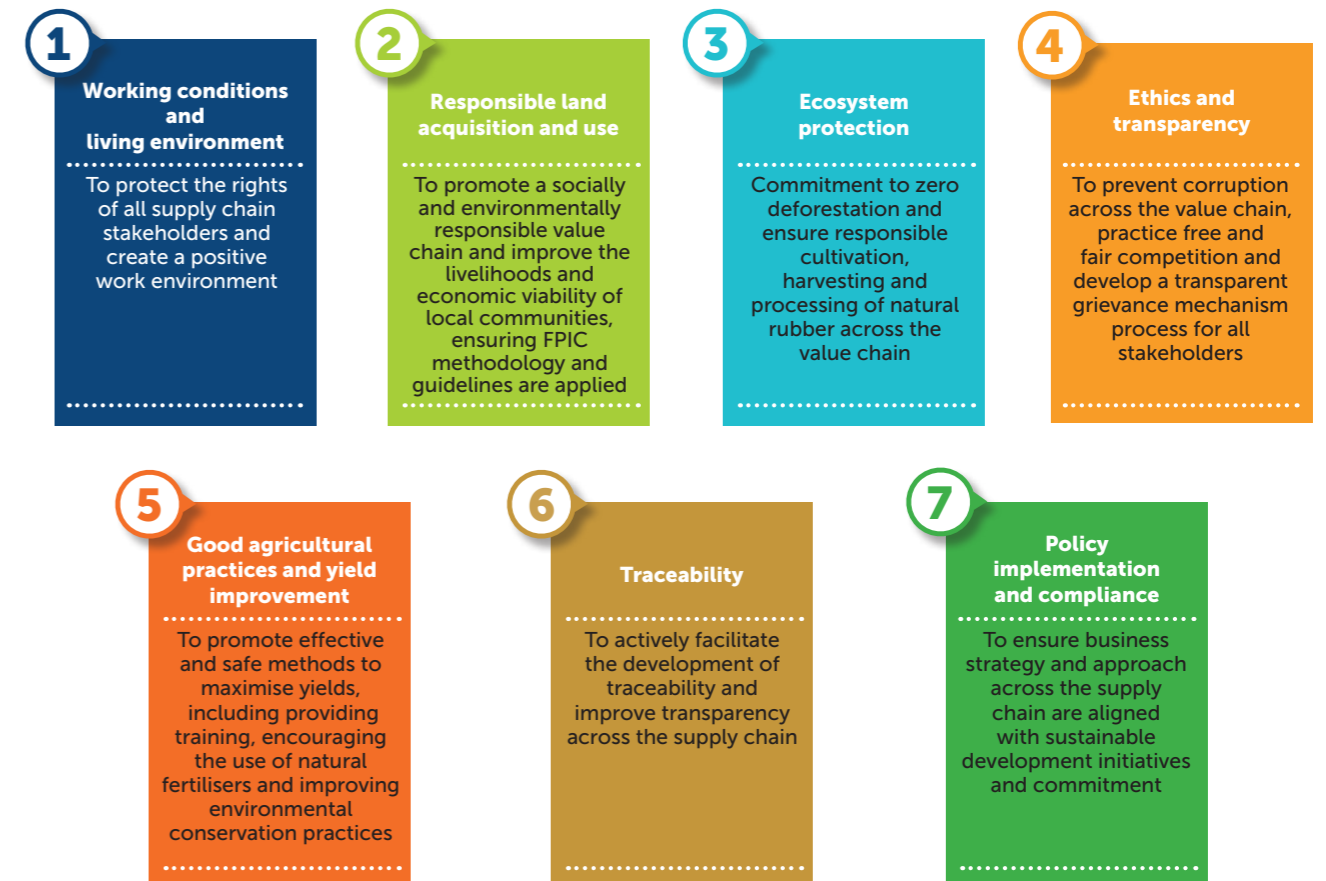 1
Working conditions
and
living environment
To protect the rights
of all supply chain
stakeholders and
create a positive
work environment
2
Responsible land
acquisition and use
To promote a socially
and environmentally
responsible value
chain and improve the
livelihoods and
economic viability of
local communities,
ensuring FPIC
methodology and
guidelines are applied
3
Ecosystem
protection
Commitment to zero
deforestation and
ensure responsible
cultivation,
harvesting and
processing of natural
rubber across the
value chain
4
Ethics and
transparency
To prevent corruption
across the value chain,
practice free and
fair competition and
develop a transparent
grievance mechanism
process for all
stakeholders
5
Good agricultural
practices and yield
improvement
To promote effective
and safe methods to
maximise yields,
including providing
training, encouraging
the use of natural
fertilisers and improving
environmental
conservation practices
6
Traceability
To actively facilitate
the development of
traceability and
improve transparency
across the supply chain
7
Policy
implementation
and compliance
To ensure business
strategy and approach
across the supply
chain are aligned
with sustainable
development initiatives
and commitment